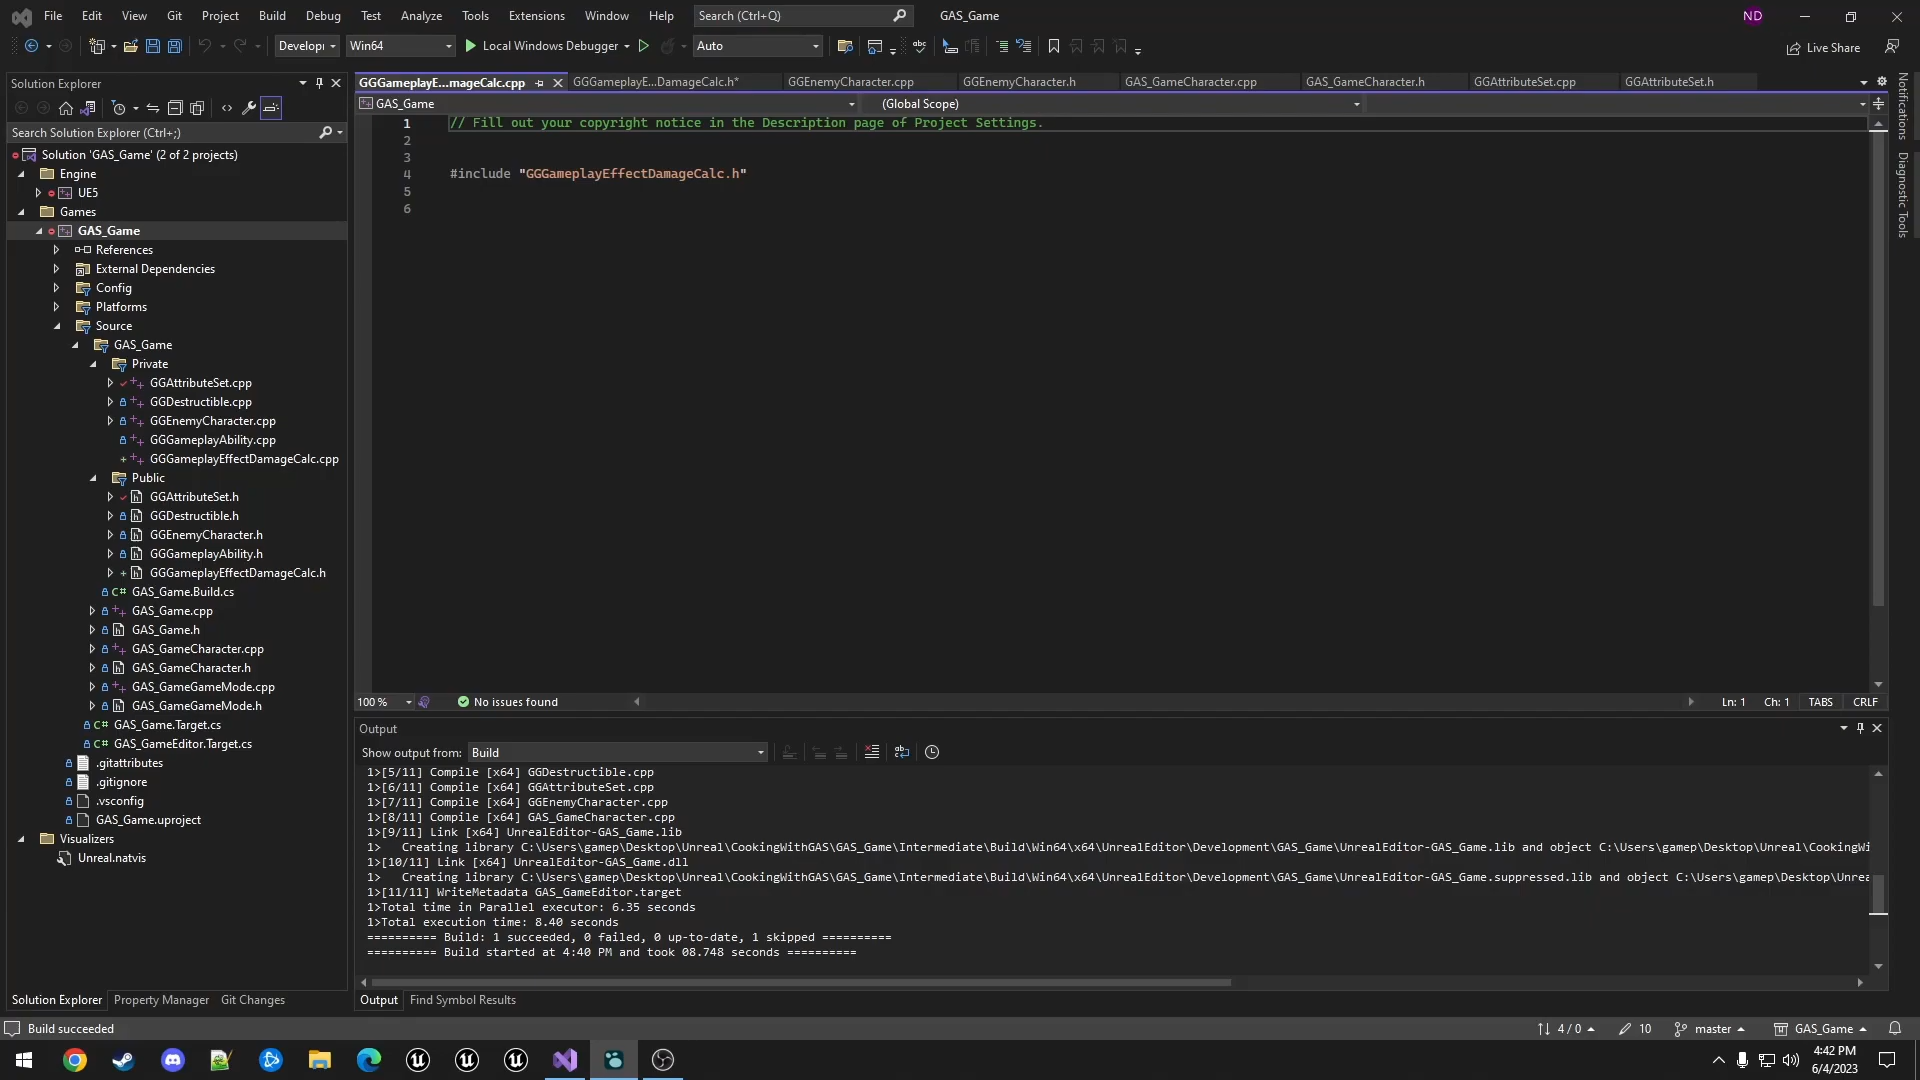 File Edit View Git Project Build Debug Test Analyze Tools Extensions Window Help Search (Ctrl+Q) GAS_Game ND
Develop Win64 Local Windows Debugger Auto Live Share
Solution Explorer
GGGameplayE...mageCalc.cpp GGGameplayE...DamageCalc.h* GGEnemyCharacter.cpp GGEnemyCharacter.h GAS_GameCharacter.cpp GAS_GameCharacter.h GGAttributeSet.cpp GGAttributeSet.h
GAS_Game (Global Scope)
Search Solution Explorer (Ctrl+;)
Solution 'GAS_Game' (2 of 2 projects)
Engine
UE5
Games
GAS_Game
References
External Dependencies
Config
Platforms
Source
GAS_Game
Private
GGAttributeSet.cpp
GGDestructible.cpp
GGEnemyCharacter.cpp
GGGameplayAbility.cpp
GGGameplayEffectDamageCalc.cpp
Public
GGAttributeSet.h
GGDestructible.h
GGEnemyCharacter.h
GGGameplayAbility.h
GGGameplayEffectDamageCalc.h
GAS_Game.Build.cs
GAS_Game.cpp
GAS_Game.h
GAS_GameCharacter.cpp
GAS_GameCharacter.h
GAS_GameGameMode.cpp
GAS_GameGameMode.h
GAS_Game.Target.cs
GAS_GameEditor.Target.cs
.gitattributes
.gitignore
.vsconfig
GAS_Game.uproject
Visualizers
Unreal.natvis
Solution Explorer Property Manager Git Changes
1 // Fill out your copyright notice in the Description page of Project Settings.
2
3
4 #include "GGGameplayEffectDamageCalc.h"
5
6
Notifications
Diagnostic Tools
100 % No issues found Ln: 1 Ch: 1 TABS CRLF
Output
Show output from: Build
1>[5/11] Compile [x64] GGDestructible.cpp
1>[6/11] Compile [x64] GGAttributeSet.cpp
1>[7/11] Compile [x64] GGEnemyCharacter.cpp
1>[8/11] Compile [x64] GAS_GameCharacter.cpp
1>[9/11] Link [x64] UnrealEditor-GAS_Game.lib
1> Creating library C:\Users\gamep\Desktop\Unreal\CookingWithGAS\GAS_Game\Intermediate\Build\Win64\x64\UnrealEditor\Development\GAS_Game\UnrealEditor-GAS_Game.lib and object C:\Users\gamep\Desktop\Unreal\CookingWi
1>[10/11] Link [x64] UnrealEditor-GAS_Game.dll
1> Creating library C:\Users\gamep\Desktop\Unreal\CookingWithGAS\GAS_Game\Intermediate\Build\Win64\x64\UnrealEditor\Development\GAS_Game\UnrealEditor-GAS_Game.suppressed.lib and object C:\Users\gamep\Desktop\Unrea
1>[11/11] WriteMetadata GAS_GameEditor.target
1>Total time in Parallel executor: 6.35 seconds
1>Total execution time: 8.40 seconds
========== Build: 1 succeeded, 0 failed, 0 up-to-date, 1 skipped ==========
========== Build started at 4:40 PM and took 08.748 seconds ==========
Output Find Symbol Results
Build succeeded 4 / 0 10 master GAS_Game
4:42 PM
6/4/2023